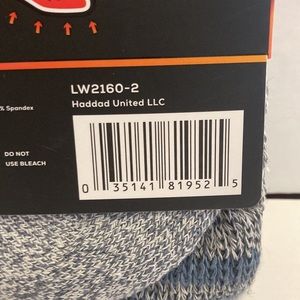 % Spandex
LW2160-2
Haddad United LLC
DO NOT
USE BLEACH
0 35141 81952 5